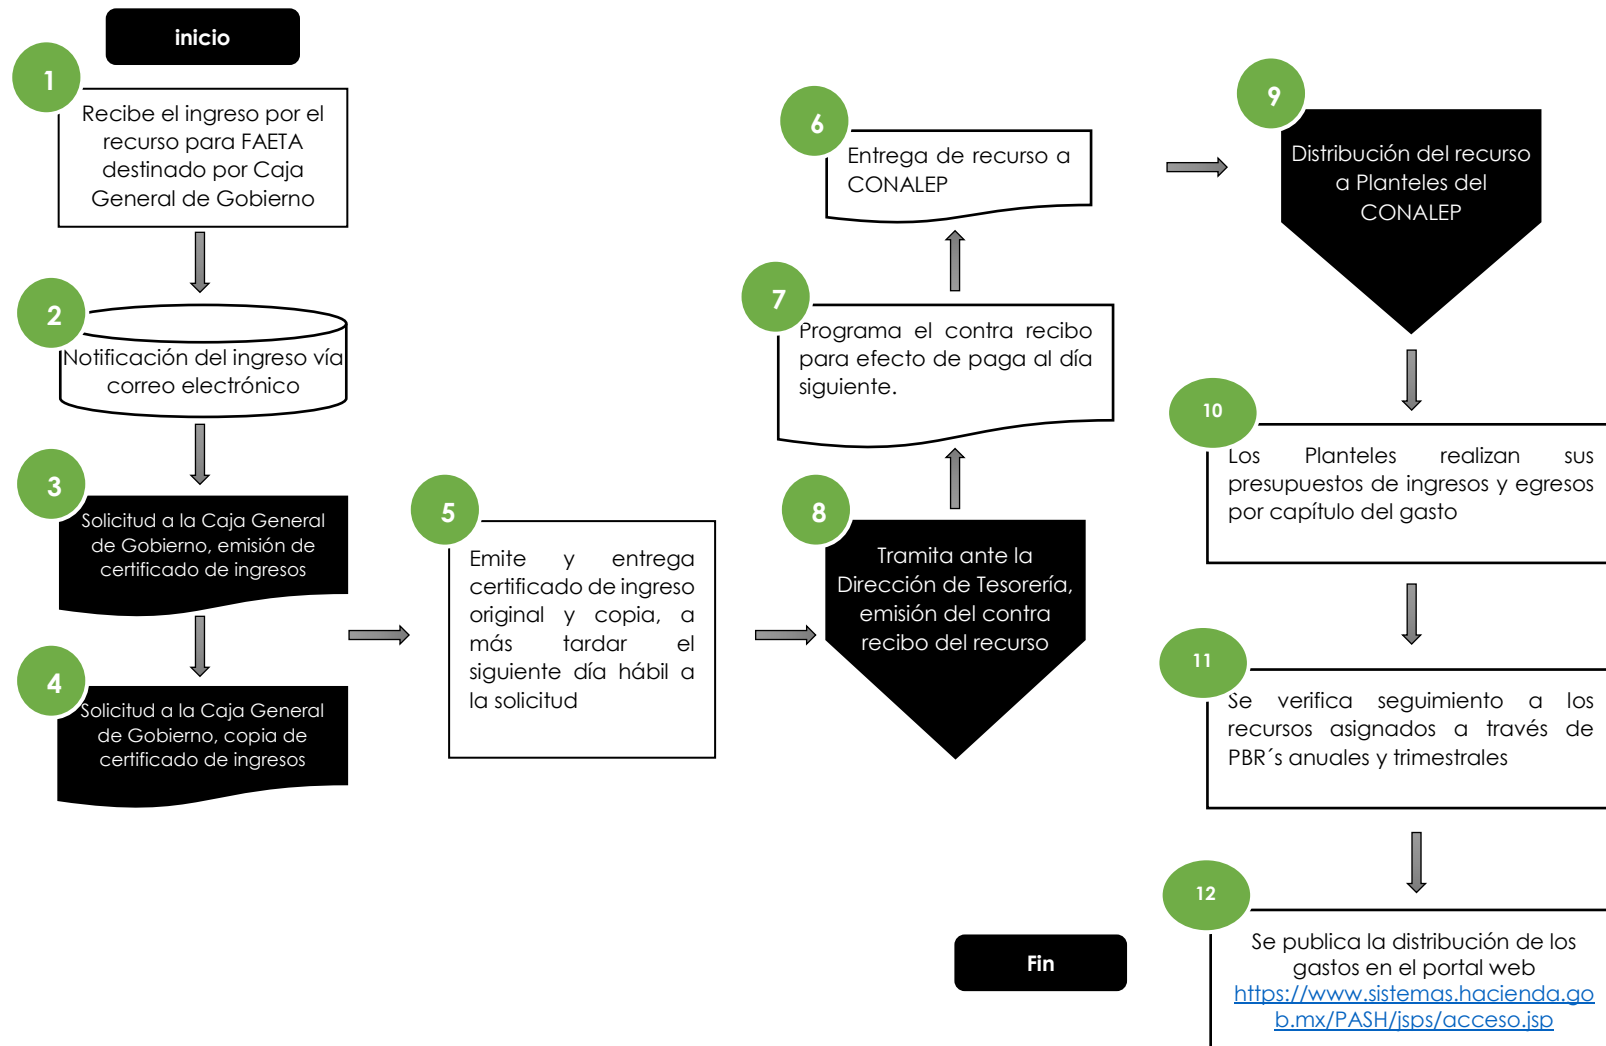 inicio
1
Recibe el ingreso por el
recurso para FAETA
destinado por Caja
General de Gobierno
2
Notificación del ingreso vía
correo electrónico
3
Solicitud a la Caja General
de Gobierno, emisión de
certificado de ingresos
4
Solicitud a la Caja General
de Gobierno, copia de
certificado de ingresos
5
Emite y entrega
certificado de ingreso
original y copia, a
más tardar el
siguiente día hábil a
la solicitud
6
Entrega de recurso a
CONALEP
7
Programa el contra recibo
para efecto de paga al día
siguiente.
8
Tramita ante la
Dirección de Tesorería,
emisión del contra
recibo del recurso
9
Distribución del recurso
a Planteles del
CONALEP
10
Los Planteles realizan sus
presupuestos de ingresos y egresos
por capítulo del gasto
11
Se verifica seguimiento a los
recursos asignados a través de
PBR´s anuales y trimestrales
12
Se publica la distribución de los
gastos en el portal web
https://www.sistemas.hacienda.go
b.mx/PASH/jsps/acceso.jsp
Fin